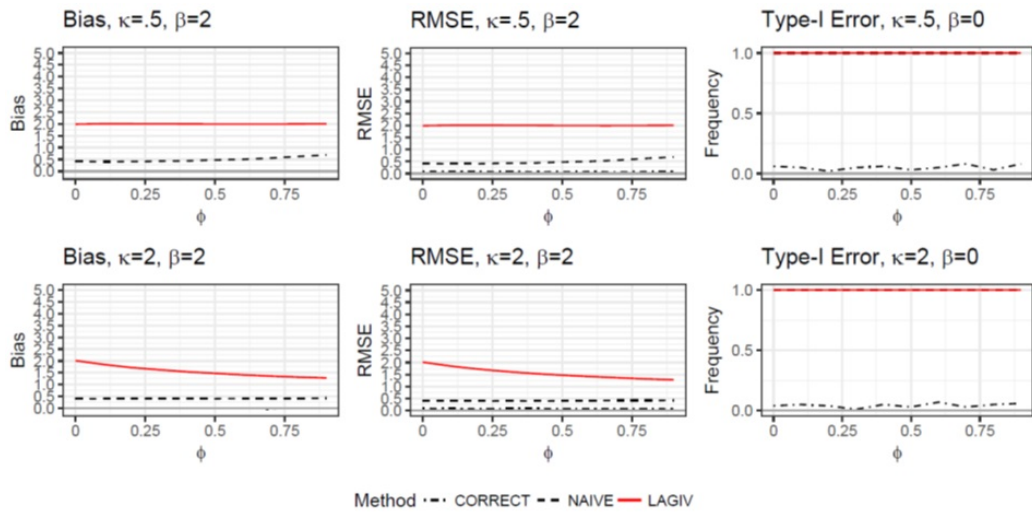 Bias, κ=.5, β=2
RMSE, κ=.5, β=2
Type-I Error, κ=.5, β=0
Bias
5.0
4.5
4.0
3.5
3.0
2.5
2.0
1.5
1.0
0.5
0.0
0 0.25 0.5 0.75
ϕ
RMSE
5.0
4.5
4.0
3.5
3.0
2.5
2.0
1.5
1.0
0.5
0.0
0 0.25 0.5 0.75
ϕ
Frequency
1.0
0.5
0.0
0 0.25 0.5 0.75
ϕ
Bias, κ=2, β=2
RMSE, κ=2, β=2
Type-I Error, κ=2, β=0
Bias
5.0
4.5
4.0
3.5
3.0
2.5
2.0
1.5
1.0
0.5
0.0
0 0.25 0.5 0.75
ϕ
RMSE
5.0
4.5
4.0
3.5
3.0
2.5
2.0
1.5
1.0
0.5
0.0
0 0.25 0.5 0.75
ϕ
Frequency
1.0
0.5
0.0
0 0.25 0.5 0.75
ϕ
Method CORRECT NAIVE LAGIV